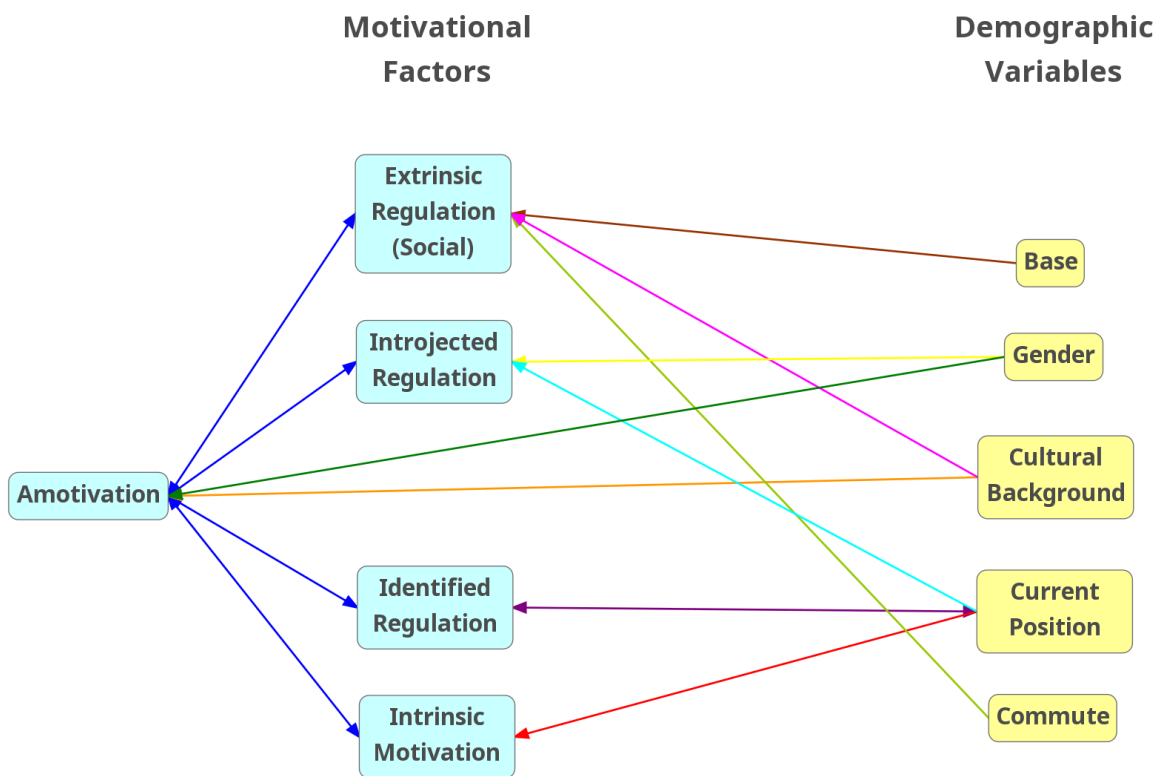 Motivational
Factors
Demographic
Variables
Extrinsic
Regulation
(Social)
Base
Introjected
Regulation
Gender
Amotivation
Cultural
Background
Identified
Regulation
Current
Position
Intrinsic
Motivation
Commute